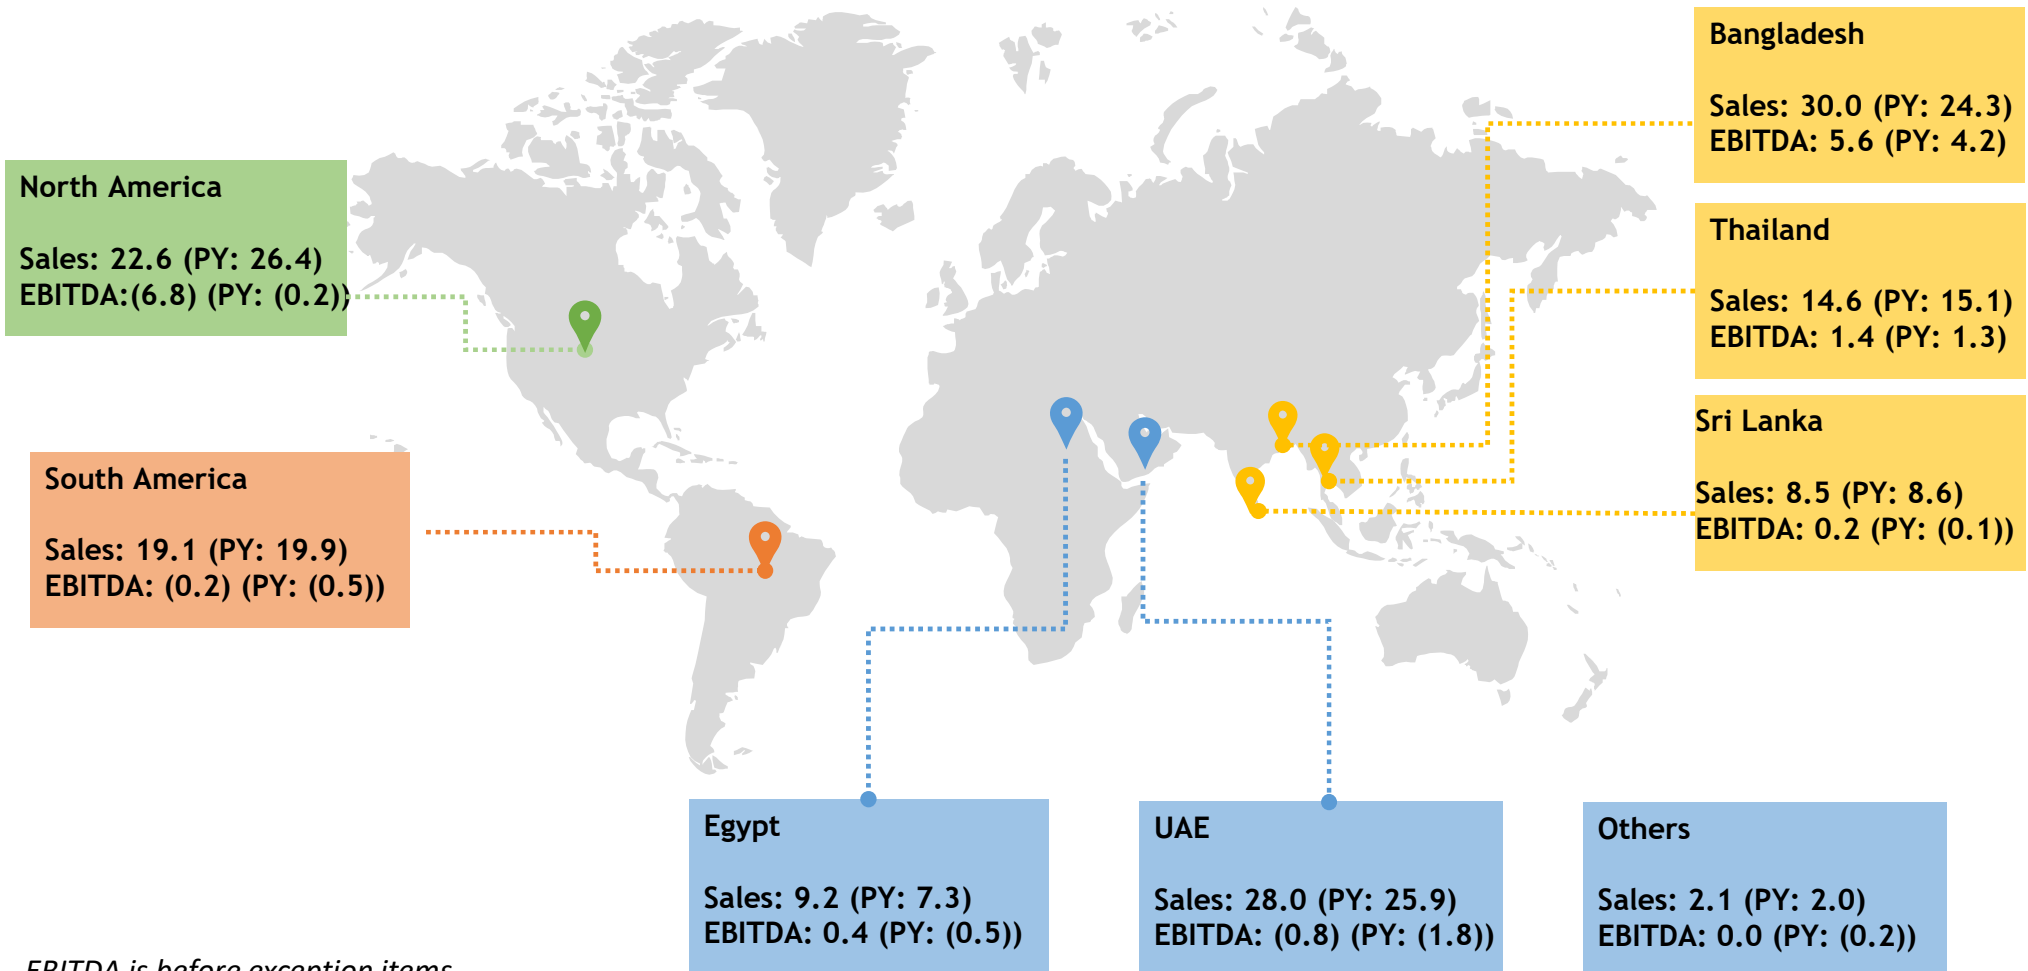 North America
Sales: 22.6 (PY: 26.4)
EBITDA:(6.8) (PY: (0.2))
South America
Sales: 19.1 (PY: 19.9)
EBITDA: (0.2) (PY: (0.5))
Bangladesh
Sales: 30.0 (PY: 24.3)
EBITDA: 5.6 (PY: 4.2)
Thailand
Sales: 14.6 (PY: 15.1)
EBITDA: 1.4 (PY: 1.3)
Sri Lanka
Sales: 8.5 (PY: 8.6)
EBITDA: 0.2 (PY: (0.1))
Egypt
Sales: 9.2 (PY: 7.3)
EBITDA: 0.4 (PY: (0.5))
UAE
Sales: 28.0 (PY: 25.9)
EBITDA: (0.8) (PY: (1.8))
Others
Sales: 2.1 (PY: 2.0)
EBITDA: 0.0 (PY: (0.2))
EBITDA is before exception items